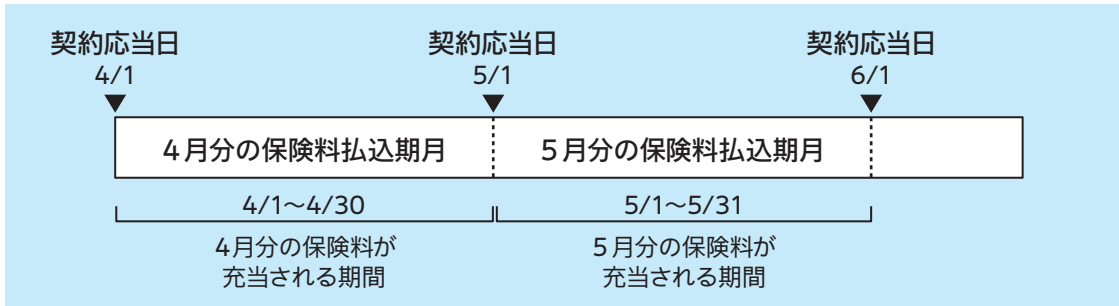 契約応当日
4/1
契約応当日
5/1
契約応当日
6/1
4月分の保険料払込期月
5月分の保険料払込期月
4/1～4/30
5/1～5/31
4月分の保険料が
充当される期間
5月分の保険料が
充当される期間